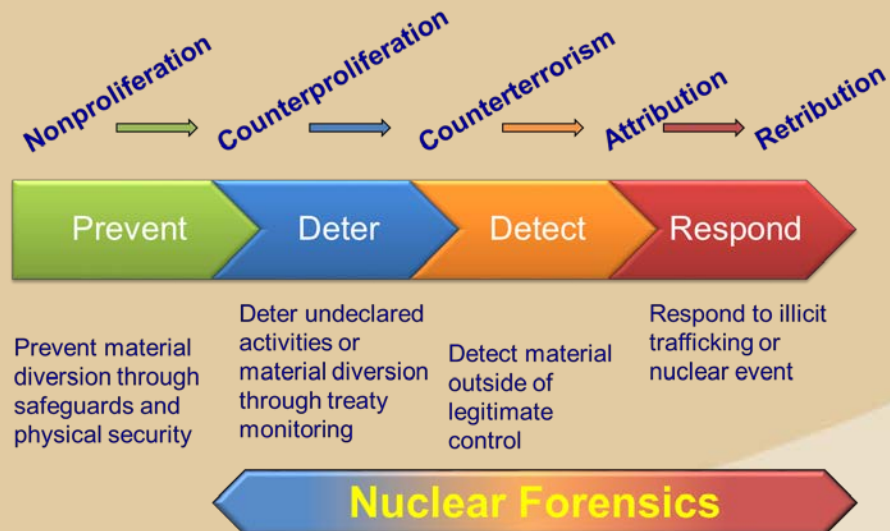 Nonproliferation
Counterproliferation
Counterterrorism
Attribution
Retribution
Prevent
Deter
Detect
Respond
Prevent material
diversion through
safeguards and
physical security
Deter undeclared
activities or
material diversion
through treaty
monitoring
Detect material
outside of
legitimate
control
Respond to illicit
trafficking or
nuclear event
Nuclear Forensics